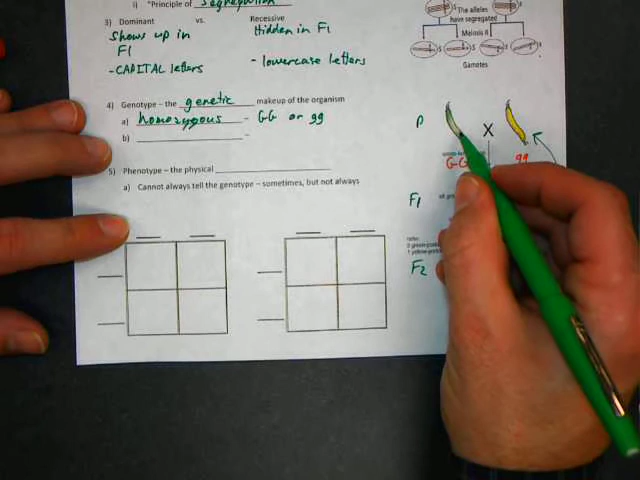 i) "Principle of segregation
S The alleles S
have segregated
Meiosis II
S S
Gametes
3) Dominant vs. Recessive
Shows up in F1
Hidden in F1
-CAPITAL letters
- lowercase letters
4) Genotype – the genetic makeup of the organism
a) homozygous - GG or gg
b) -
5) Phenotype – the physical
a) Cannot always tell the genotype – sometimes, but not always
P X
GG gg
F1
F2